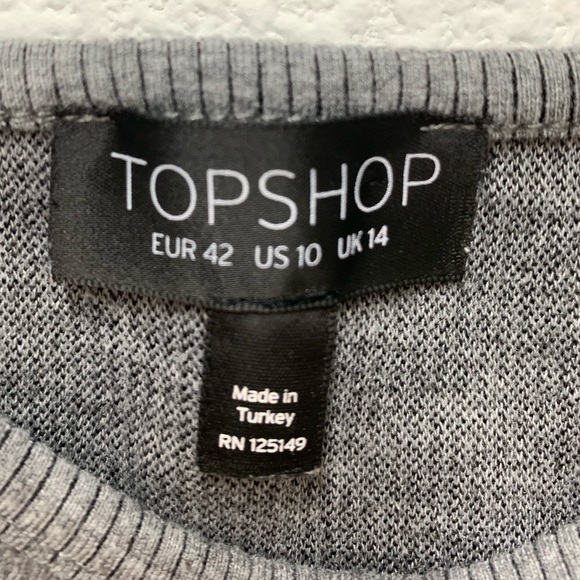 TOPSHOP
EUR 42 US 10 UK 14
Made in
Turkey
RN 125149